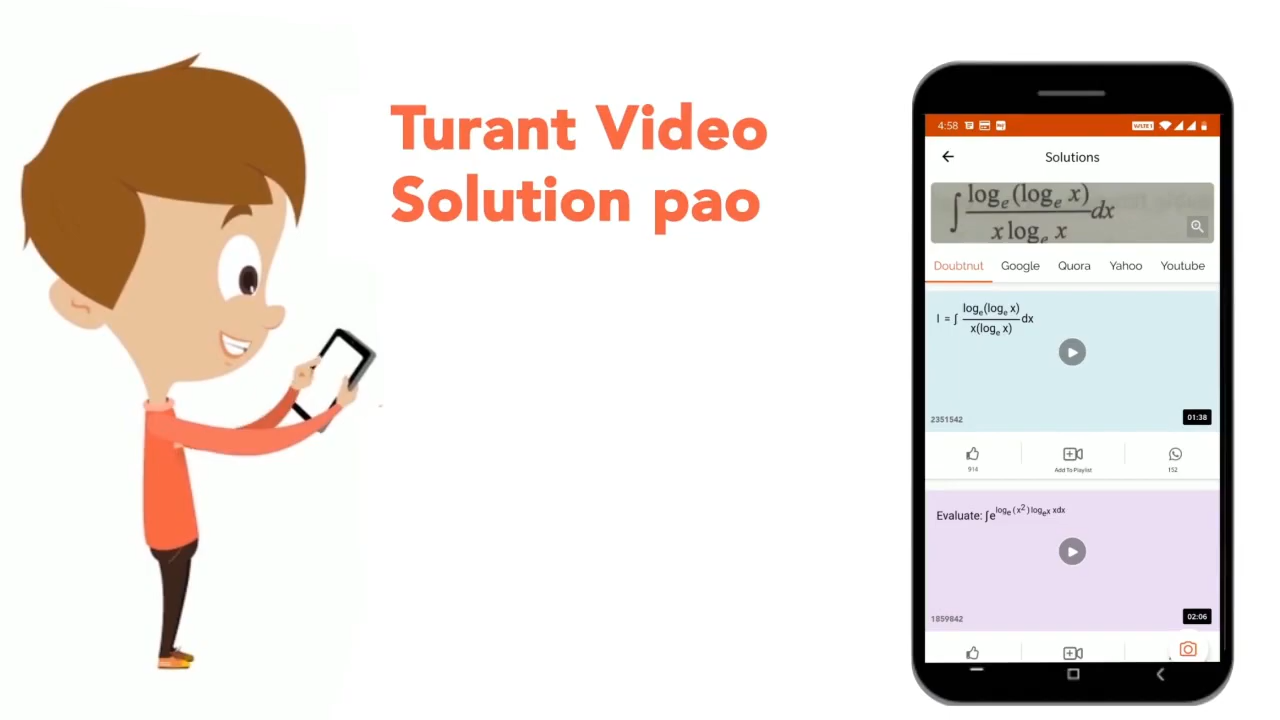 Turant Video
Solution pao
4:58
VoLTE1
Solutions
∫ logₑ(logₑ x) / x logₑ x dx
Doubtnut Google Quora Yahoo Youtube
I = ∫ logₑ(logₑ x) / x(logₑ x) dx
2351542 01:38
914 Add To Playlist 152
Evaluate: ∫e^logₑ(x²)logₑx xdx
1859842 02:06